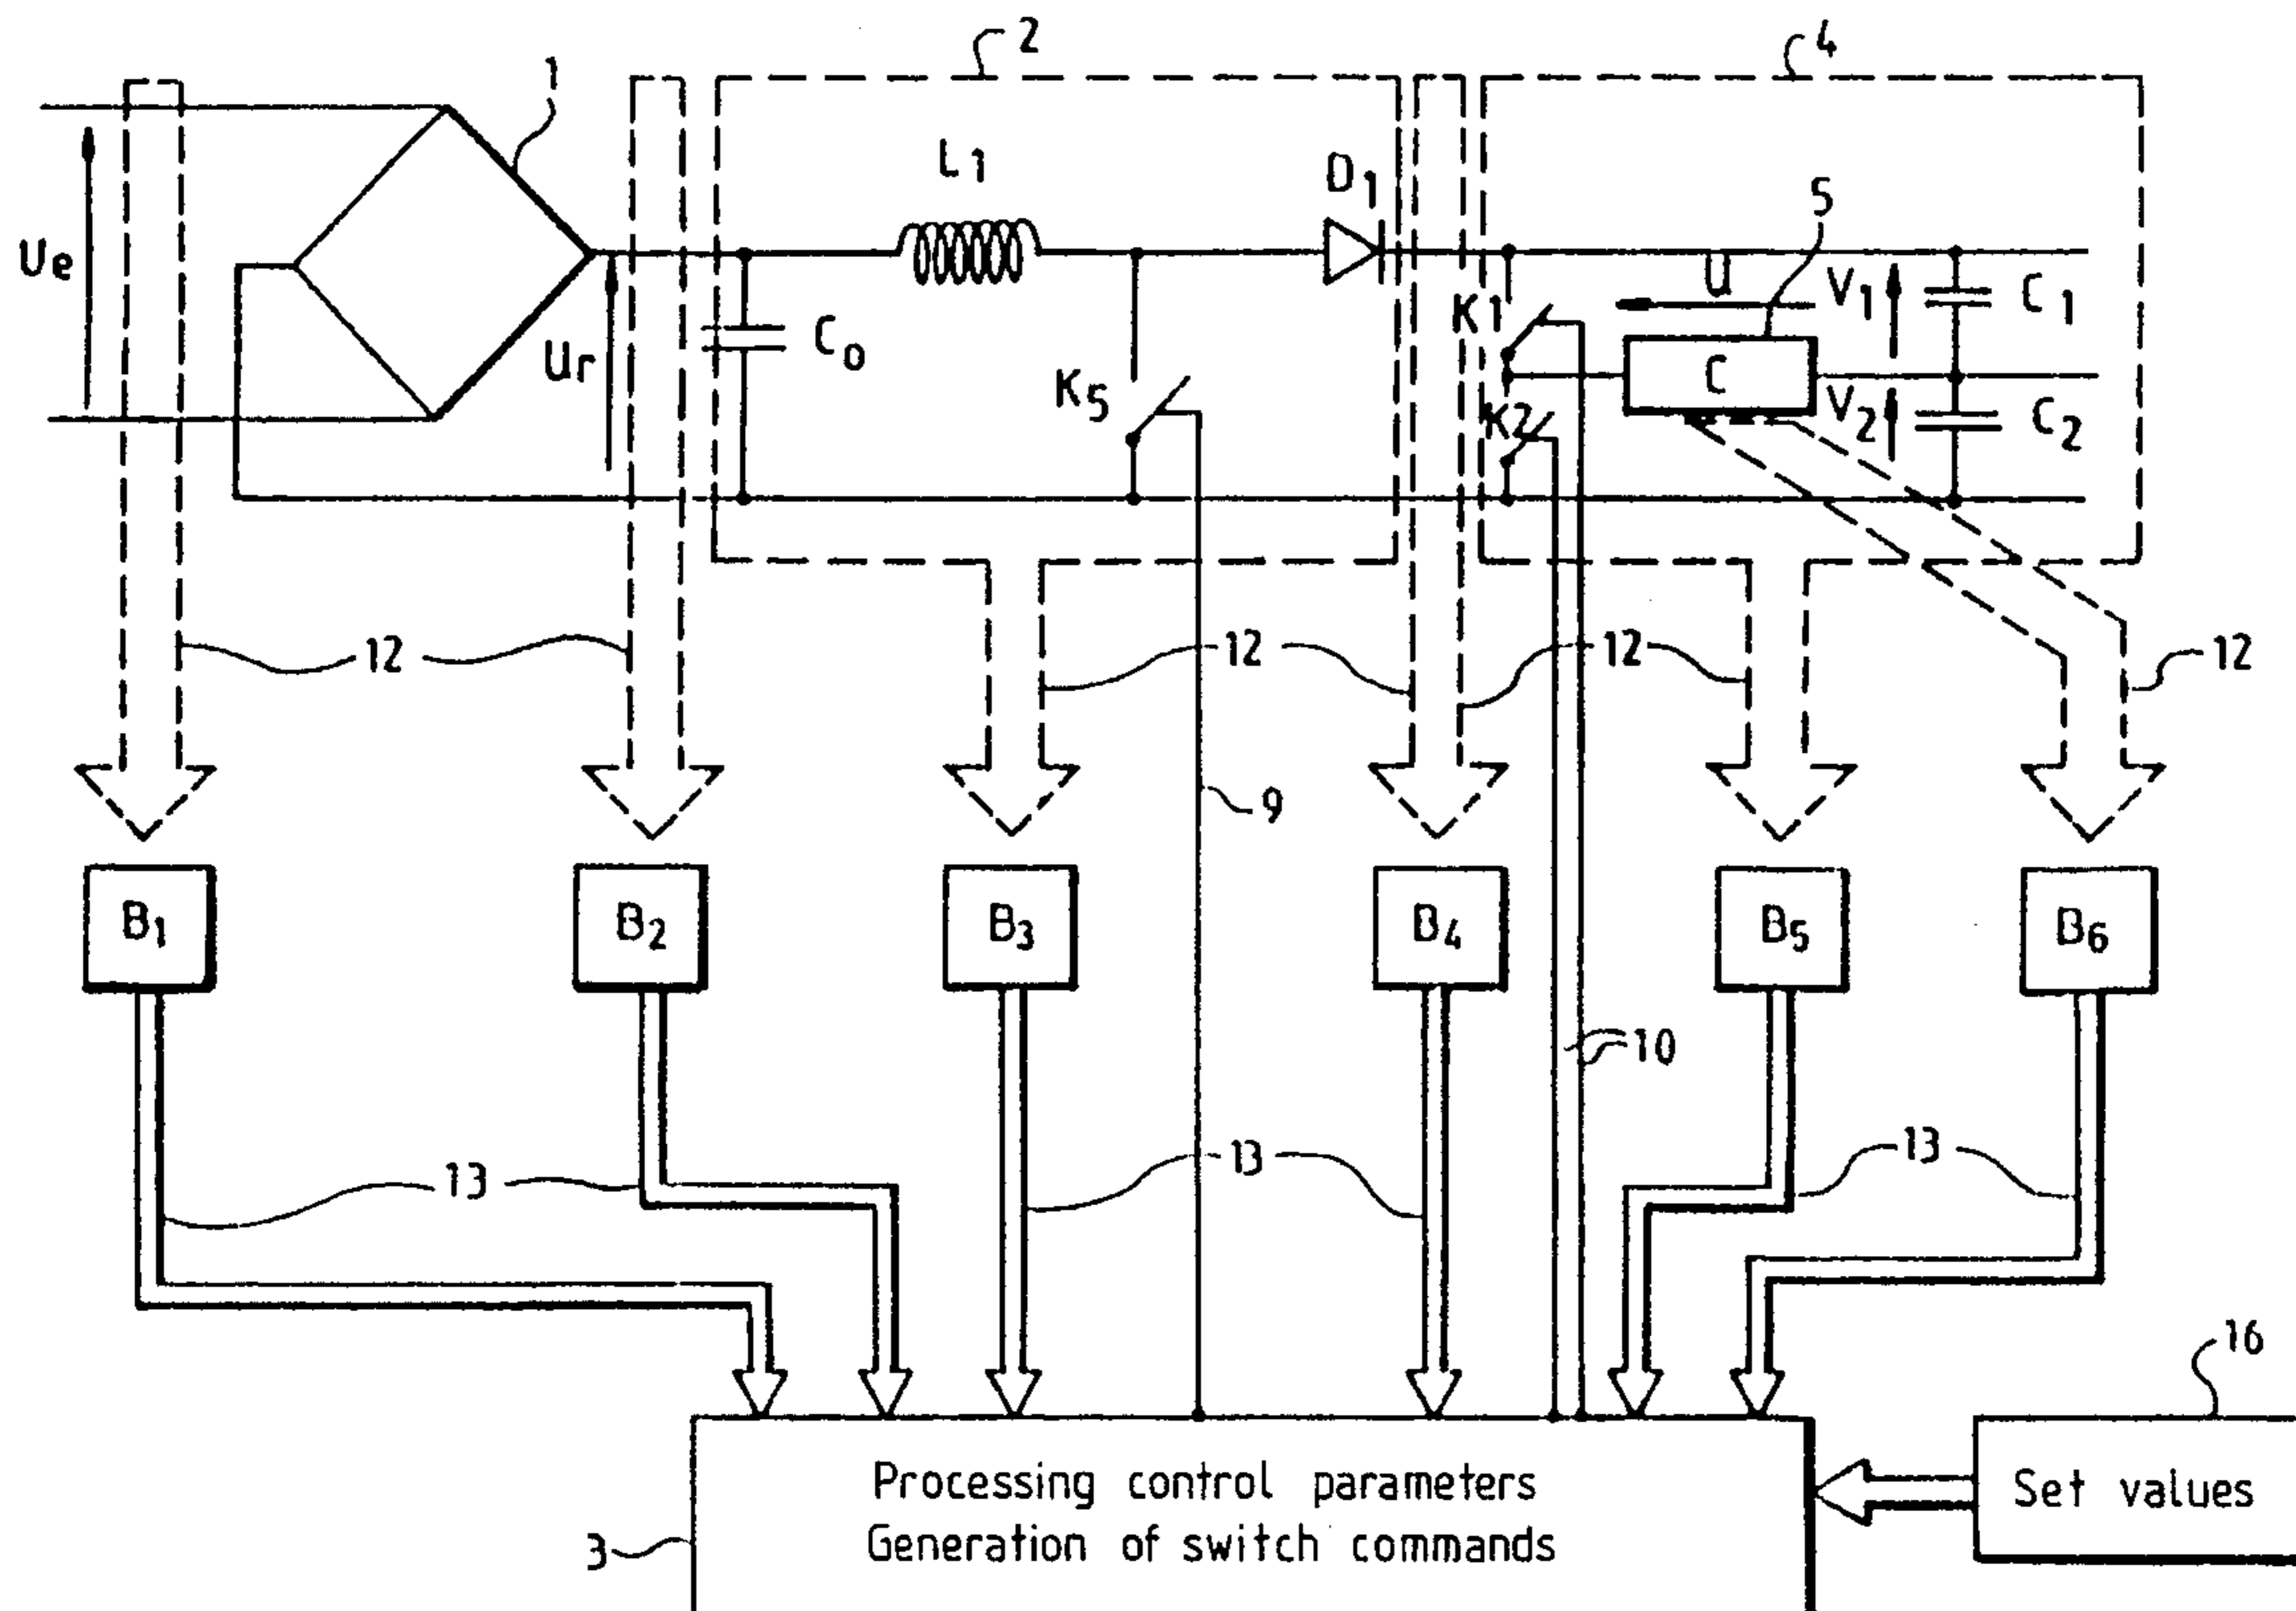 1
2
4
L1
D1
5
Ue
Ur
C0
K5
K1
U
V1
C1
C
K2
V2
C2
12
12
12
12
9
B1
B2
B3
B4
B5
B6
10
13
13
13
16
Processing control parameters
Generation of switch commands
Set values
3